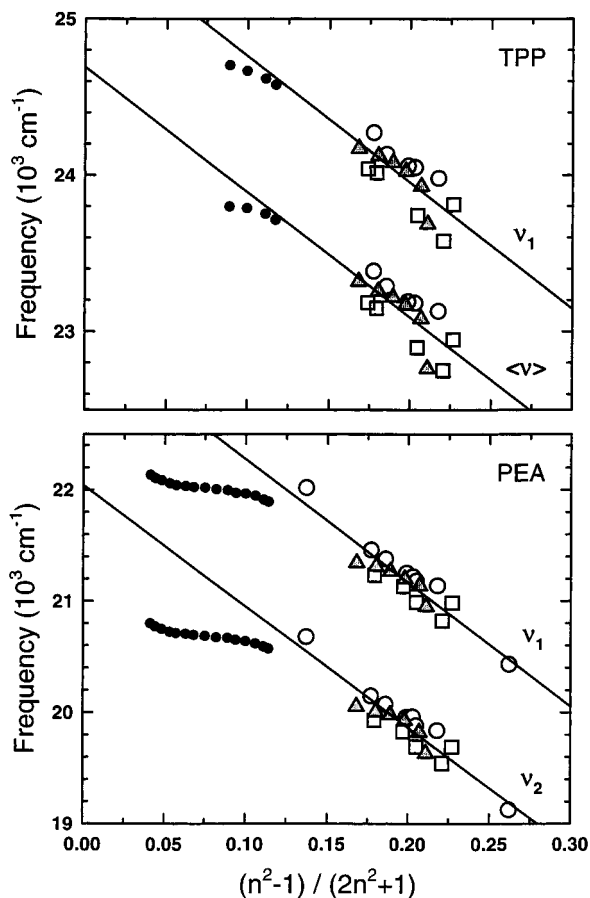 25
TPP
24
ν₁
23
<ν>
Frequency (10³ cm⁻¹)
PEA
22
21
ν₁
20
ν₂
19
Frequency (10³ cm⁻¹)
0.00 0.05 0.10 0.15 0.20 0.25 0.30
(n²-1) / (2n²+1)